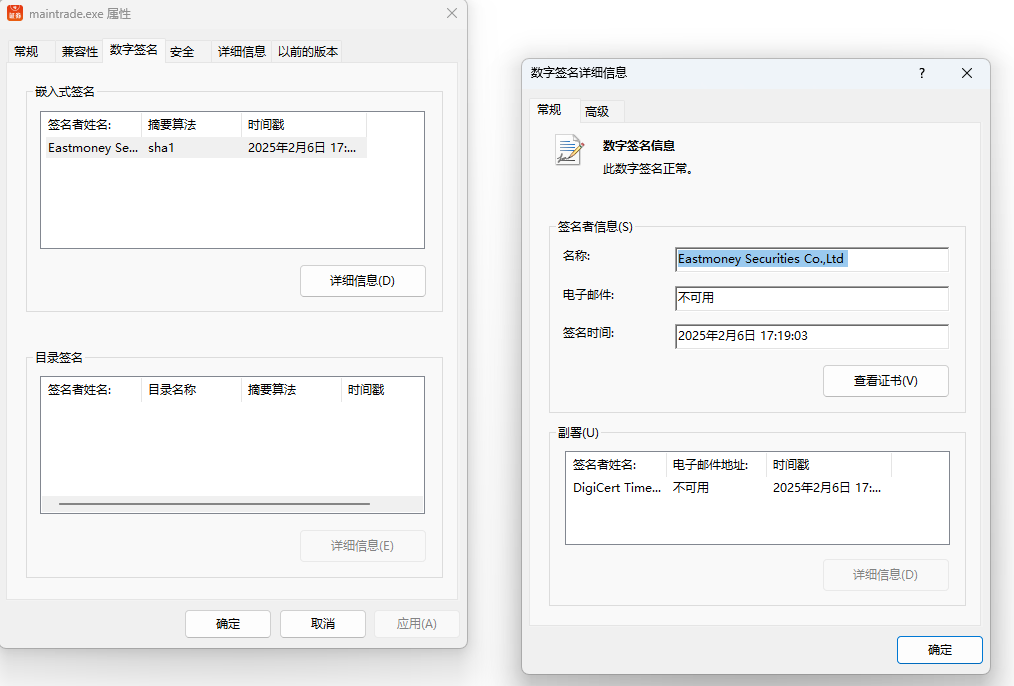 maintrade.exe 属性
常规 兼容性 数字签名 安全 详细信息 以前的版本
嵌入式签名
签名者姓名: 摘要算法 时间戳
Eastmoney Se... sha1 2025年2月6日 17:...
详细信息(D)
目录签名
签名者姓名: 目录名称 摘要算法 时间戳
详细信息(E)
确定 取消 应用(A)
数字签名详细信息 ?
常规 高级
数字签名信息
此数字签名正常。
签名者信息(S)
名称: Eastmoney Securities Co.,Ltd
电子邮件: 不可用
签名时间: 2025年2月6日 17:19:03
查看证书(V)
副署(U)
签名者姓名: 电子邮件地址: 时间戳
DigiCert Time... 不可用 2025年2月6日 17:...
详细信息(D)
确定